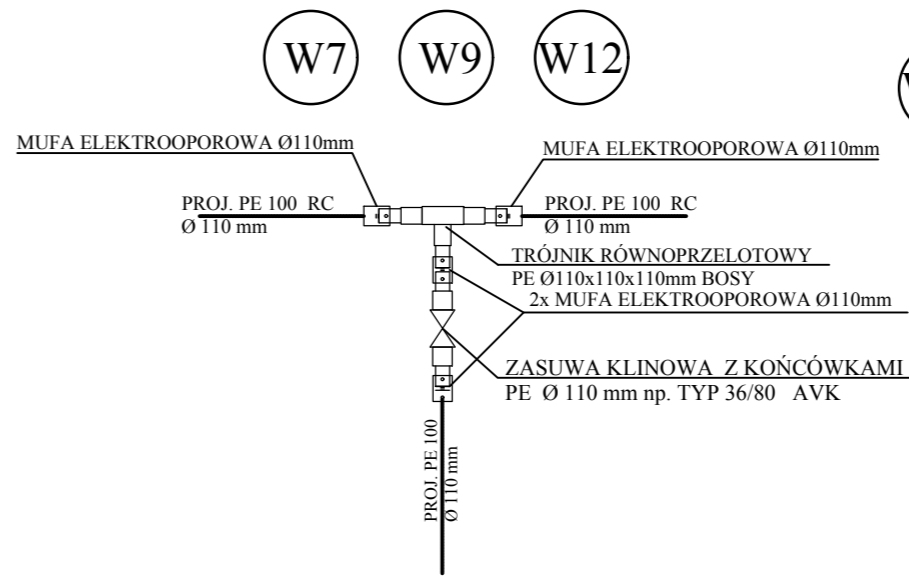 W7 W9 W12
MUFA ELEKTROOPOROWA Ø110mm
MUFA ELEKTROOPOROWA Ø110mm
PROJ. PE 100 RC
Ø 110 mm
PROJ. PE 100 RC
Ø 110 mm
TRÓJNIK RÓWNOPRZELOTOWY
PE Ø110x110x110mm BOSY
2x MUFA ELEKTROOPOROWA Ø110mm
ZASUWA KLINOWA Z KOŃCÓWKAMI
PE Ø 110 mm np. TYP 36/80 AVK
PROJ. PE 100
Ø 110 mm